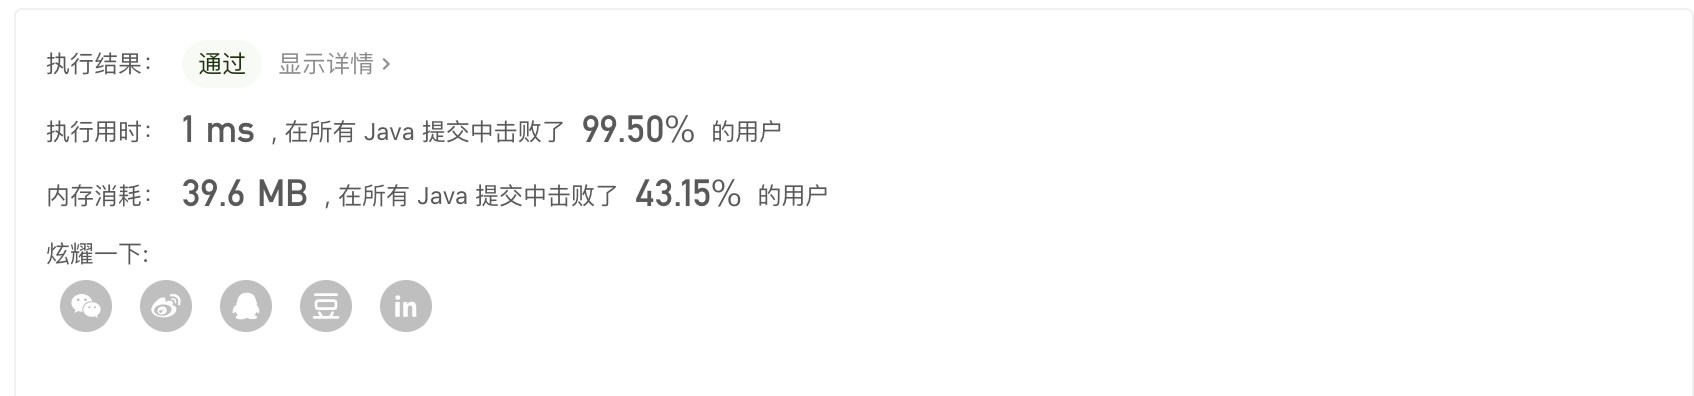 执行结果： 通过 显示详情 >
执行用时： 1 ms , 在所有 Java 提交中击败了 99.50% 的用户
内存消耗： 39.6 MB , 在所有 Java 提交中击败了 43.15% 的用户
炫耀一下:
豆 in